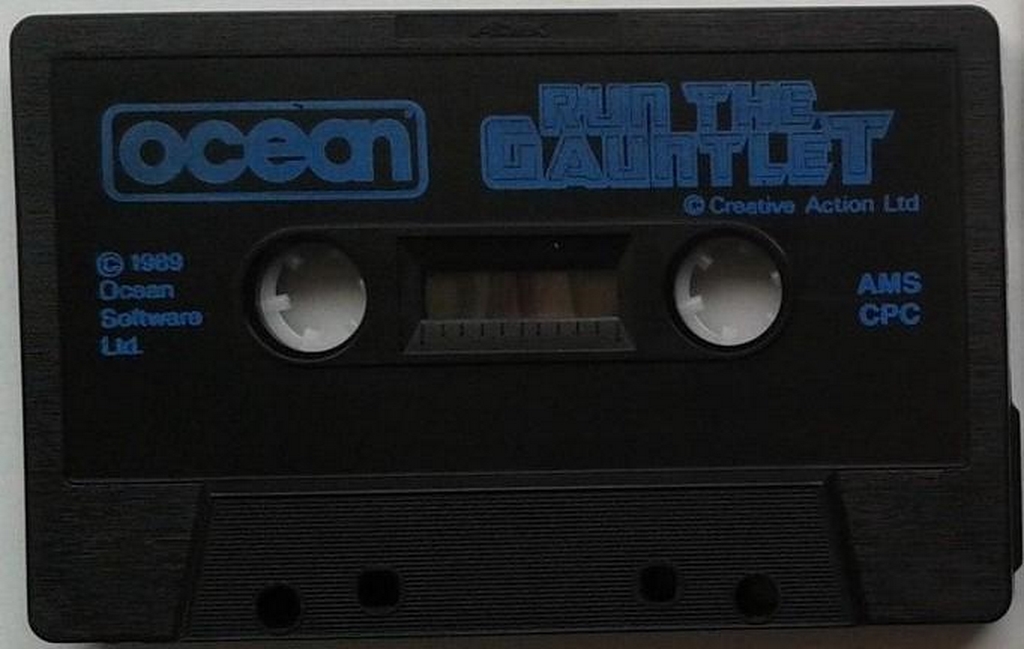 ocean
RUN THE
GAUNTLET
© Creative Action Ltd
© 1989
Ocean
Software
Ltd.
AMS
CPC